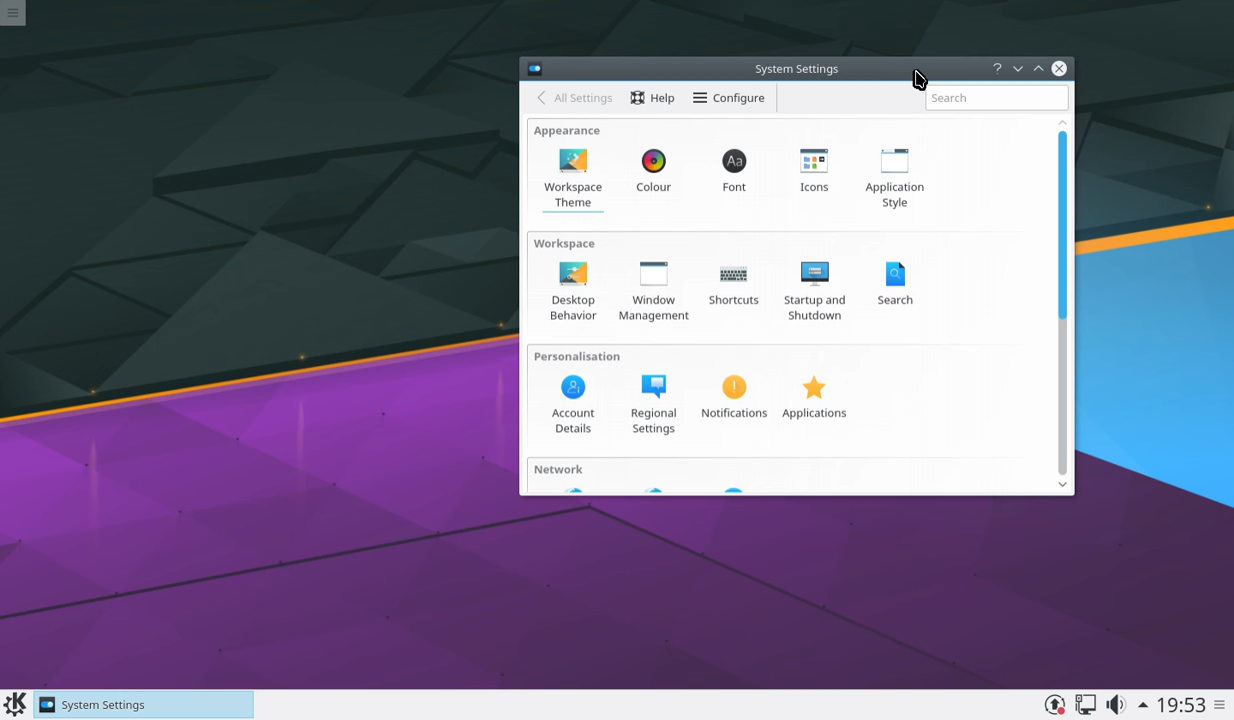 System Settings
?
All Settings Help Configure Search
Appearance
Workspace Theme
Colour
Aa
Font
Icons
Application Style
Workspace
Desktop Behavior
Window Management
Shortcuts
Startup and Shutdown
Search
Personalisation
Account Details
Regional Settings
Notifications
Applications
Network
System Settings
19:53